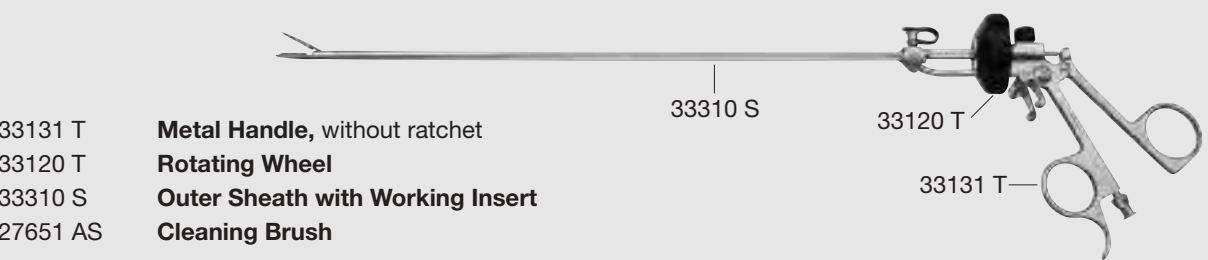 33310 S
33120 T
33131 T
33131 T Metal Handle, without ratchet
33120 T Rotating Wheel
33310 S Outer Sheath with Working Insert
27651 AS Cleaning Brush